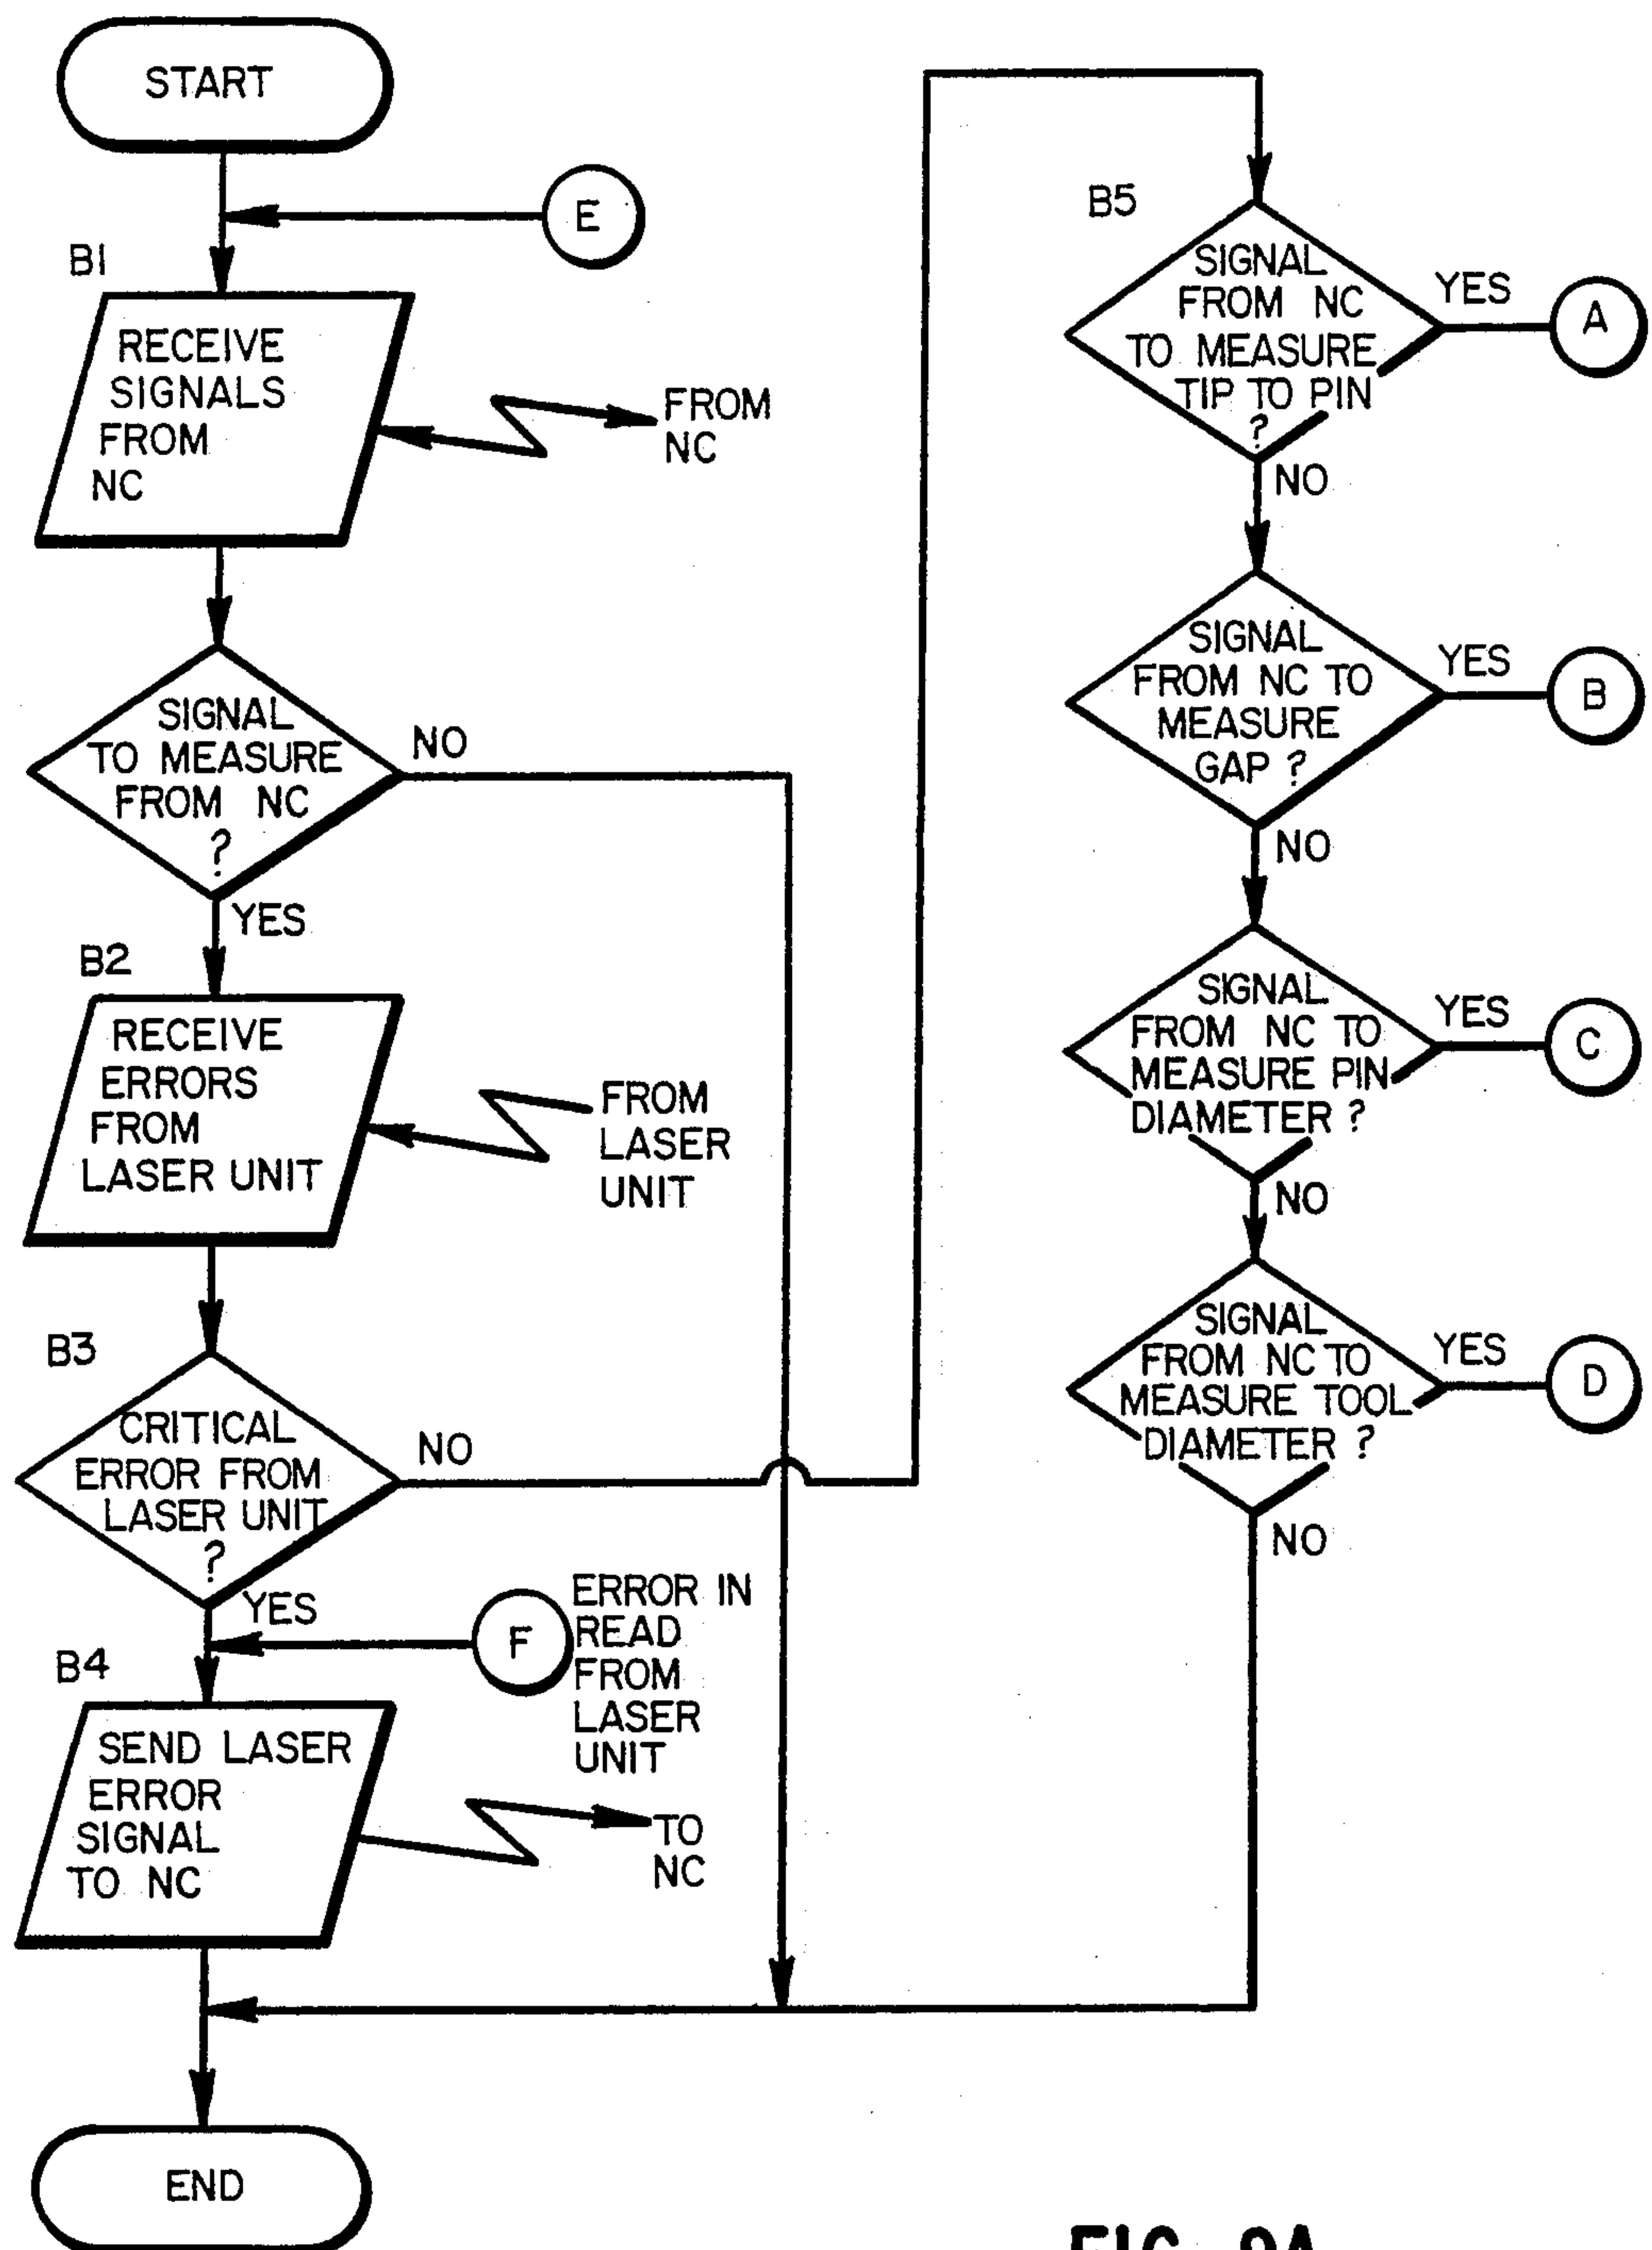 START
E
B1
RECEIVE
SIGNALS
FROM
NC
FROM
NC
SIGNAL
TO MEASURE
FROM NC
?
NO
YES
B2
RECEIVE
ERRORS
FROM
LASER UNIT
FROM
LASER
UNIT
B3
CRITICAL
ERROR FROM
LASER UNIT
?
NO
YES
F
ERROR IN
READ
FROM
LASER
UNIT
B4
SEND LASER
ERROR
SIGNAL
TO NC
TO
NC
END
B5
SIGNAL
FROM NC
TO MEASURE
TIP TO PIN
?
YES
A
NO
SIGNAL
FROM NC TO
MEASURE
GAP ?
YES
B
NO
SIGNAL
FROM NC TO
MEASURE PIN
DIAMETER ?
YES
C
NO
SIGNAL
FROM NC TO
MEASURE TOOL
DIAMETER ?
YES
D
NO